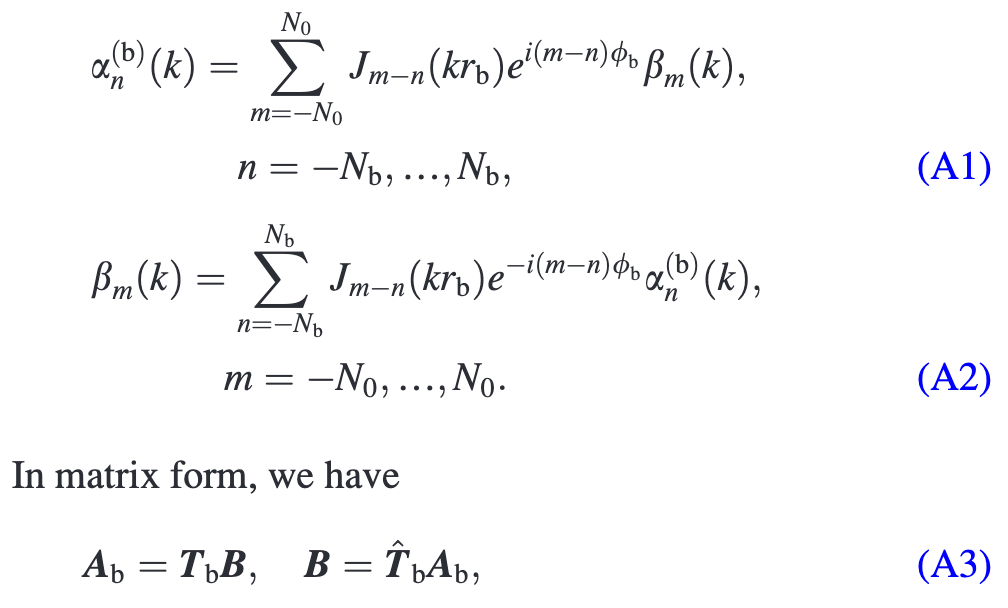 α_n^{(b)}(k) = \sum_{m=−N_0}^{N_0} J_{m−n}(kr_b)e^{i(m−n)ϕ_b} β_m(k),
n = −N_b, …, N_b, (A1)
β_m(k) = \sum_{n=−N_b}^{N_b} J_{m−n}(kr_b)e^{−i(m−n)ϕ_b} α_n^{(b)}(k),
m = −N_0, …, N_0. (A2)
In matrix form, we have
A_b = T_b B, B = \hat{T}_b A_b, (A3)